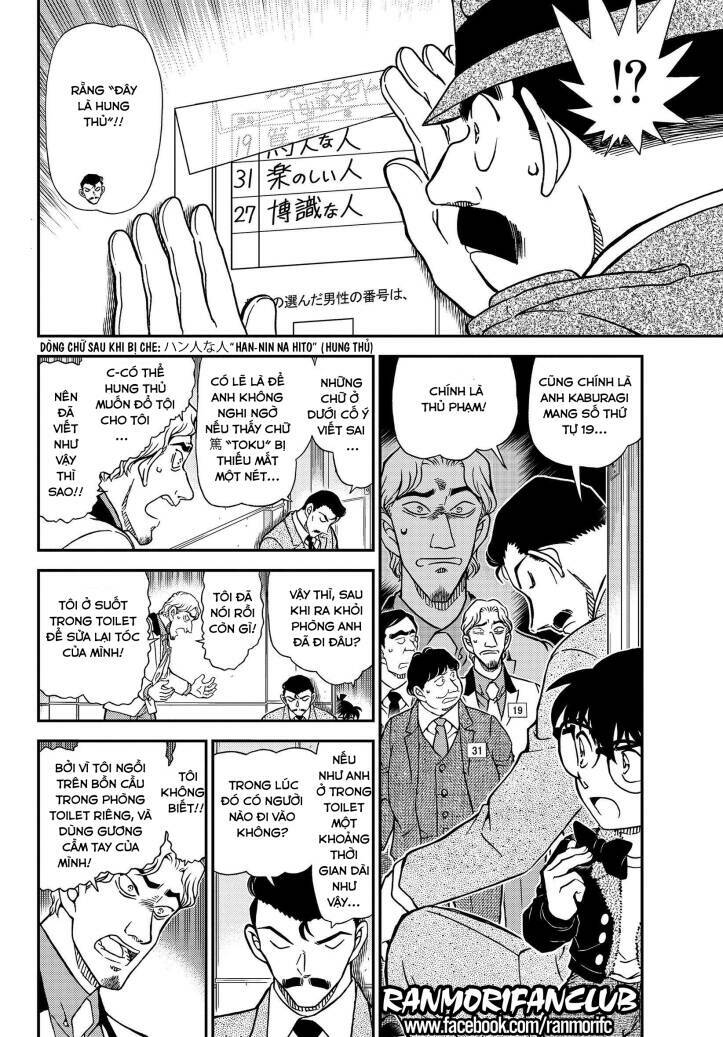 !?
RẰNG "ĐÂY
LÀ HUNG
THỦ"!!
19
人な人
31 楽のしい人
27 博識な人
の選んだ男性の番号は、
DÒNG CHỮ SAU KHI BỊ CHE: ハン人な人 "HAN-NIN NA HITO" (HUNG THỦ)
CŨNG CHÍNH LÀ
ANH KABURAGI
MANG SỐ THỨ
TỰ 19...
CHÍNH LÀ
THỦ PHẠM!
31
19
NHỮNG
CHỮ Ở
DƯỚI CỐ Ý
VIẾT SAI ...
CÓ LẼ LÀ ĐỂ
ANH KHÔNG
NGHI NGỜ
NẾU THẤY CHỮ
篤 "TOKU" BỊ
THIẾU MẤT
MỘT NÉT...
C-CÓ THỂ
HUNG THỦ
MUỐN ĐỔ TỘI
CHO TÔI
...
NÊN
ĐÃ
VIẾT
NHƯ
VẬY
THÌ
SAO!!
VẬY THÌ, SAU
KHI RA KHỎI
PHÓNG ANH
ĐÃ ĐI ĐÂU?
TÔI ĐÃ
NÓI RỒI
CÒN GÌ!
TÔI Ở SUỐT
TRONG TOILET
ĐỂ SỬA LẠI TÓC
CỦA MÌNH!
NẾU
NHƯ ANH
Ở TRONG
TOILET
MỘT
KHOẢNG
THỜI
GIAN DÀI
NHƯ
VẬY...
TRONG LÚC
ĐÓ CÓ NGƯỜI
NÀO ĐI VÀO
KHÔNG?
TÔI
KHÔNG
BIẾT!!
BỞI VÌ TÔI NGỒI
TRÊN BỒN CẦU
TRONG PHÒNG
TOILET RIÊNG, VÀ
DÙNG GƯƠNG
CẦM TAY CỦA
MÌNH!
RANMORIFANCLUB
www.facebook.com/ranmorifc